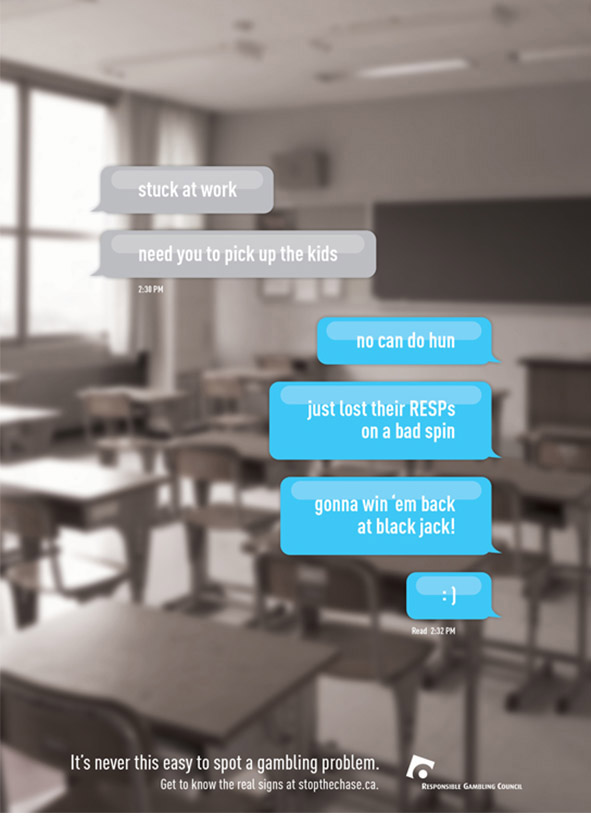 stuck at work
need you to pick up the kids
2:30 PM
no can do hun
just lost their RESPs
on a bad spin
gonna win ‘em back
at black jack!
: )
Read 2:32 PM
It’s never this easy to spot a gambling problem.
Get to know the real signs at stopthechase.ca.
RESPONSIBLE GAMBLING COUNCIL